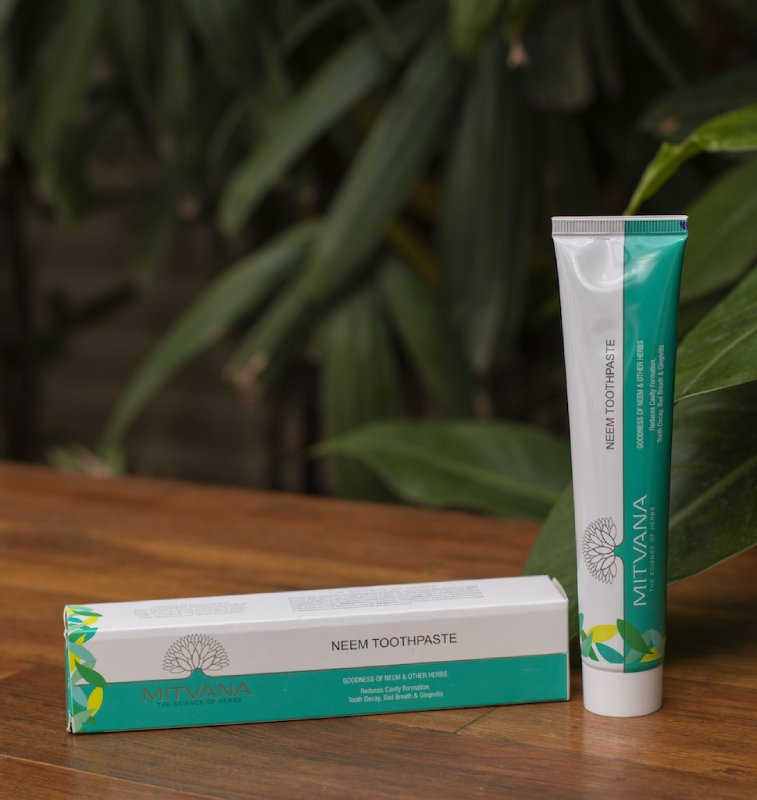 NEEM TOOTHPASTE
GOODNESS OF NEEM & OTHER HERBS
Reduces Cavity Formation,
Tooth Decay, Bad Breath & Gingivitis
MITVANA
THE SCIENCE OF HERBS
NEEM TOOTHPASTE
MITVANA
THE SCIENCE OF HERBS
GOODNESS OF NEEM & OTHER HERBS
Reduces Cavity Formation,
Tooth Decay, Bad Breath & Gingivitis